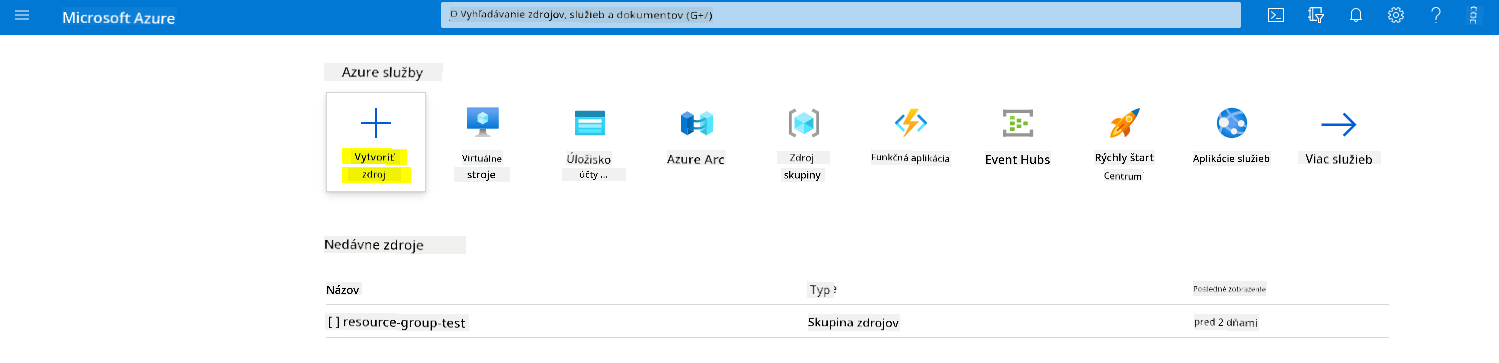 Microsoft Azure
Vyhľadávanie zdrojov, služieb a dokumentov (G+/)
Azure služby
Vytvoriť
zdroj
Virtuálne
stroje
Úložisko
účty ...
Azure Arc
Zdroj
skupiny
Funkčná aplikácia
Event Hubs
Rýchly štart
Centrum
Aplikácie služieb
Viac služieb
Nedávne zdroje
Názov
Type
Posledné zobrazenie
[ ] resource-group-test
Skupina zdrojov
pred 2 dňami